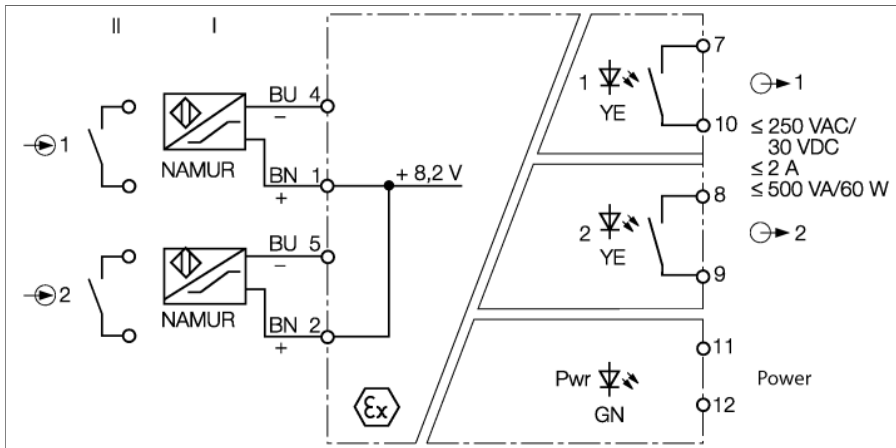 II I
BU 4
−
1
NAMUR
BN 1
+
+ 8,2 V
BU 5
−
2
NAMUR
BN 2
+
Ex
1
YE
7
10
1
≤ 250 VAC/
30 VDC
≤ 2 A
≤ 500 VA/60 W
2
YE
8
9
2
Pwr
GN
11
12
Power